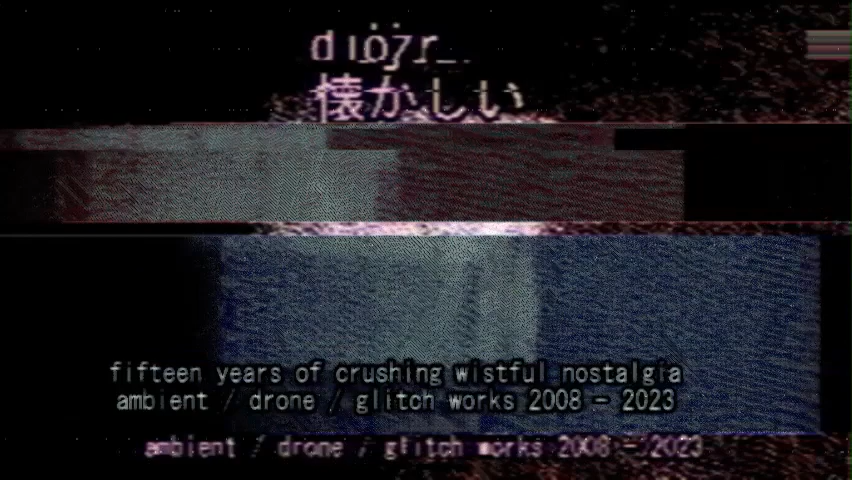 懐かしい
fifteen years of crushing wistful nostalgia
ambient / drone / glitch works 2008 - 2023
ambient / drone / glitch works 2008 - 2023